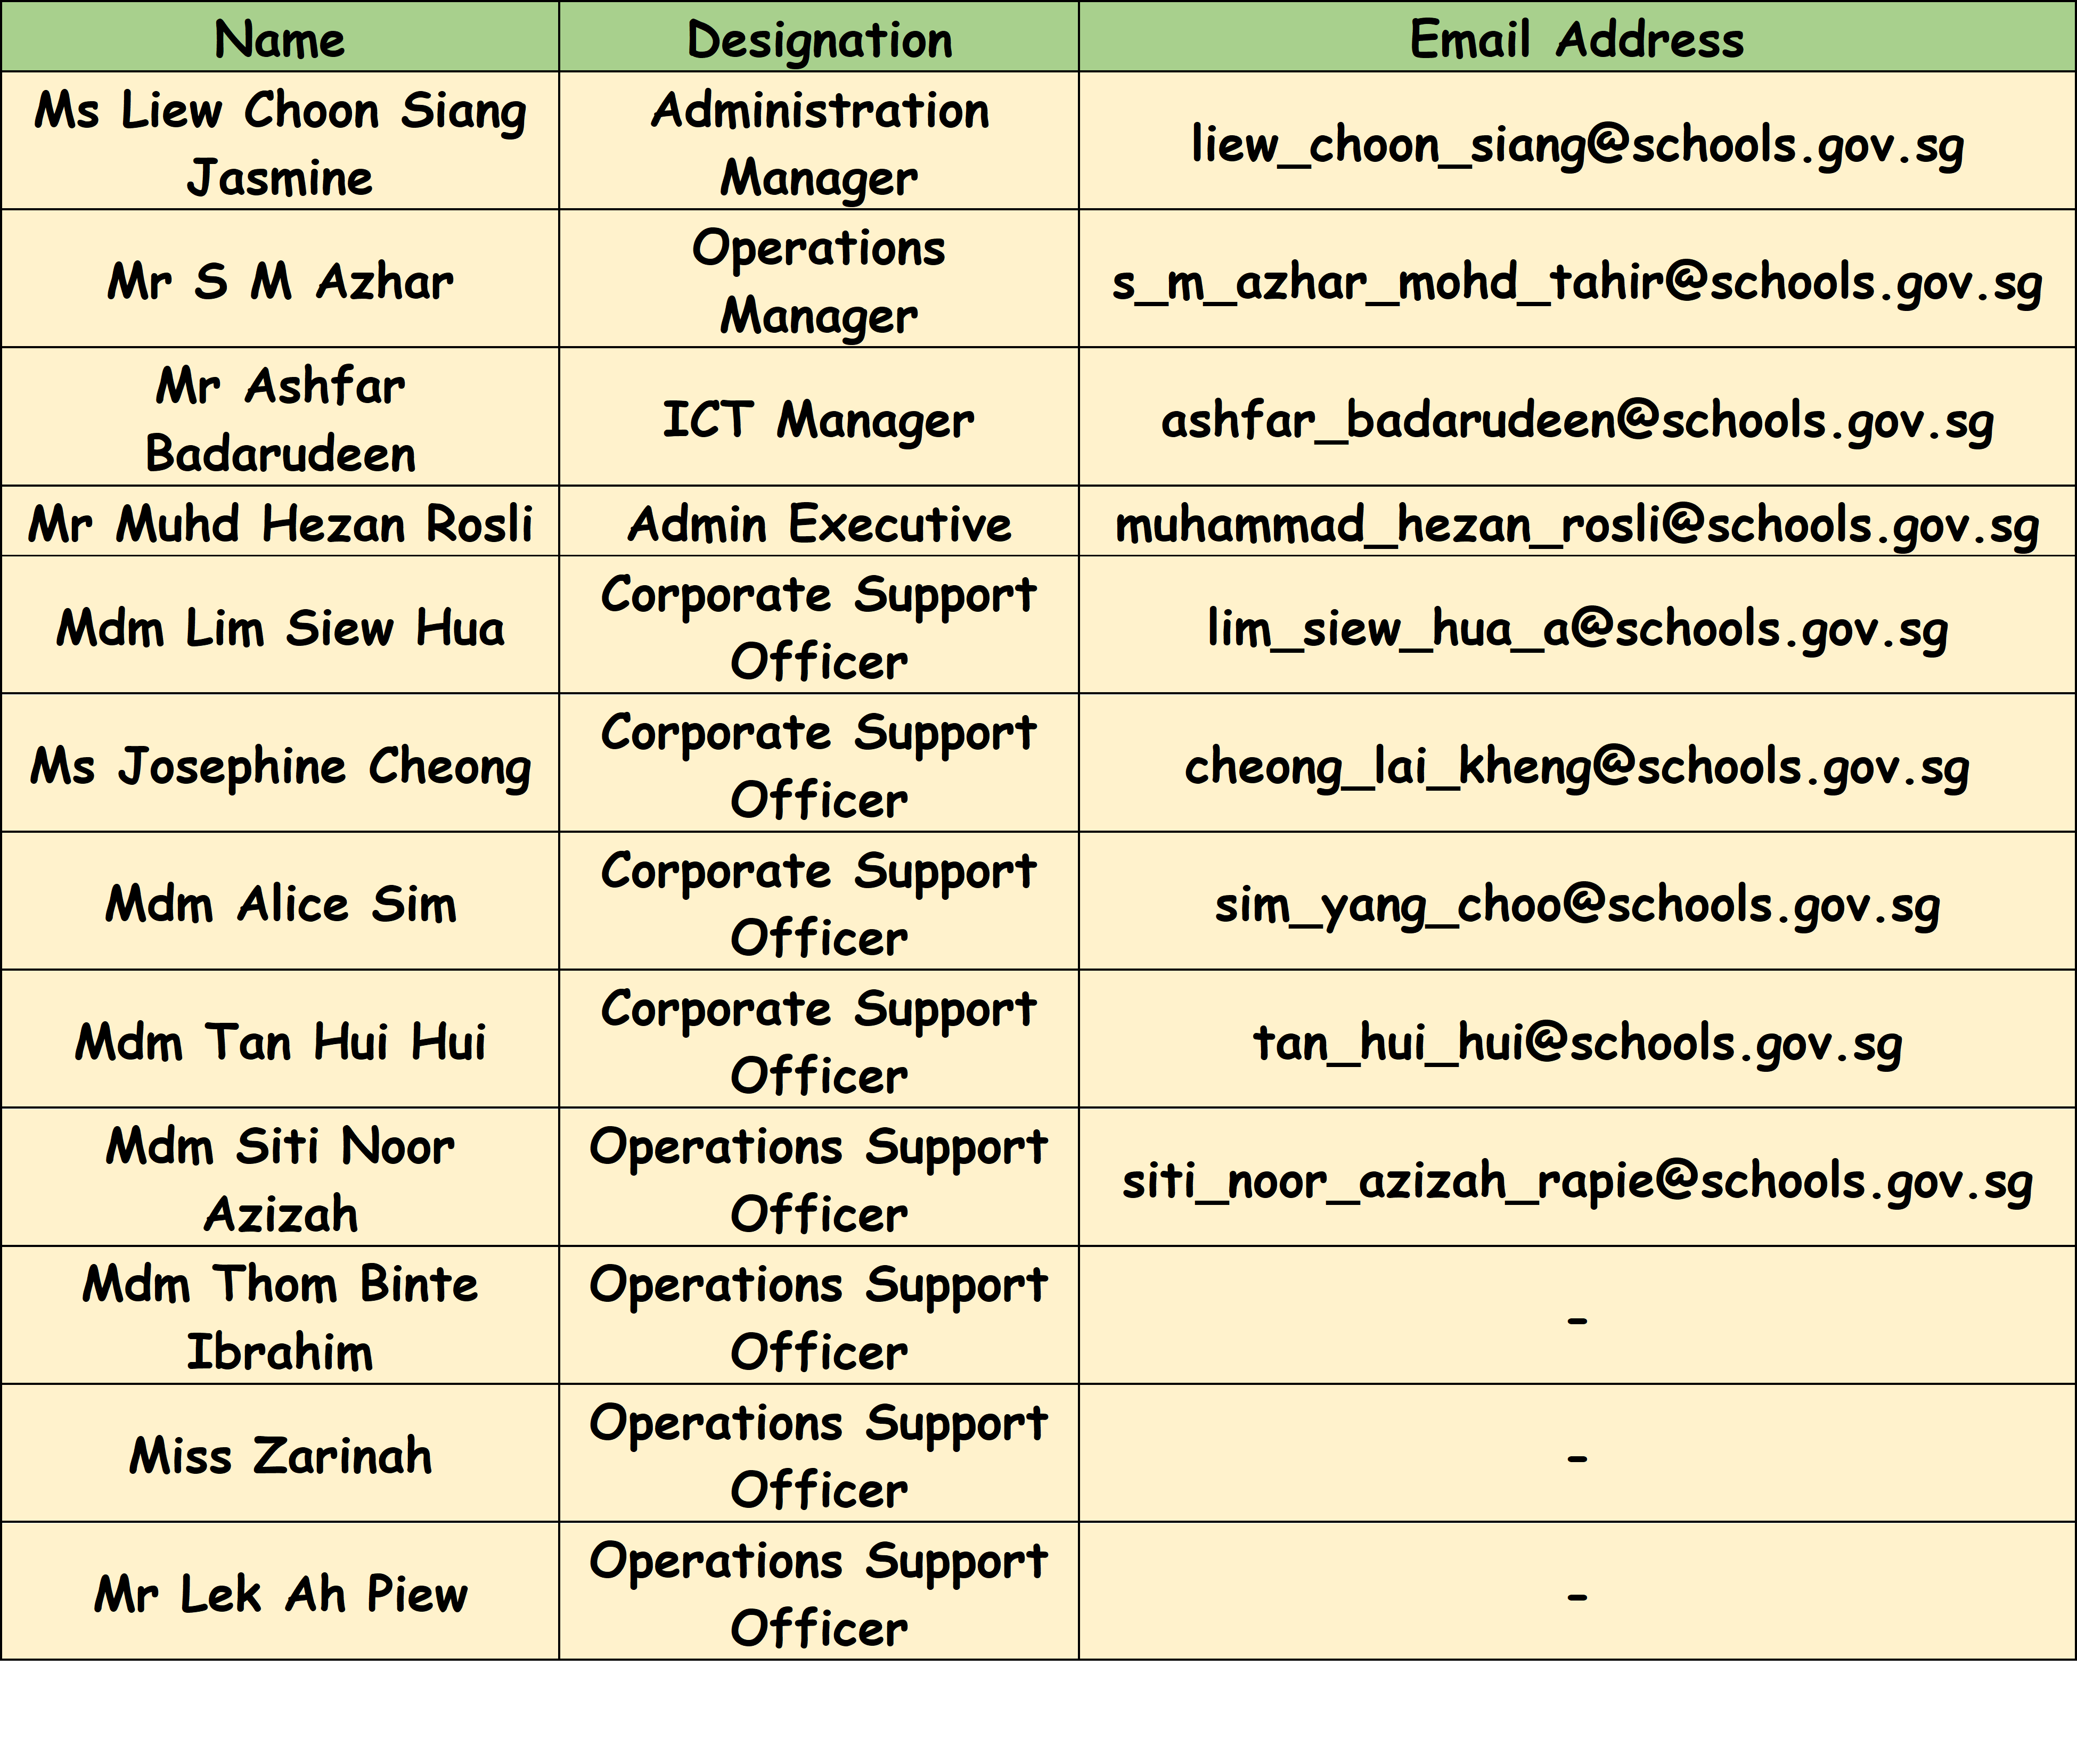 Name Designation Email Address
Ms Liew Choon Siang
Jasmine
Administration
Manager
liew_choon_siang@schools.gov.sg
Mr S M Azhar
Operations
Manager
s_m_azhar_mohd_tahir@schools.gov.sg
Mr Ashfar
Badarudeen
ICT Manager
ashfar_badarudeen@schools.gov.sg
Mr Muhd Hezan Rosli
Admin Executive
muhammad_hezan_rosli@schools.gov.sg
Mdm Lim Siew Hua
Corporate Support
Officer
lim_siew_hua_a@schools.gov.sg
Ms Josephine Cheong
Corporate Support
Officer
cheong_lai_kheng@schools.gov.sg
Mdm Alice Sim
Corporate Support
Officer
sim_yang_choo@schools.gov.sg
Mdm Tan Hui Hui
Corporate Support
Officer
tan_hui_hui@schools.gov.sg
Mdm Siti Noor
Azizah
Operations Support
Officer
siti_noor_azizah_rapie@schools.gov.sg
Mdm Thom Binte
Ibrahim
Operations Support
Officer
-
Miss Zarinah
Operations Support
Officer
-
Mr Lek Ah Piew
Operations Support
Officer
-